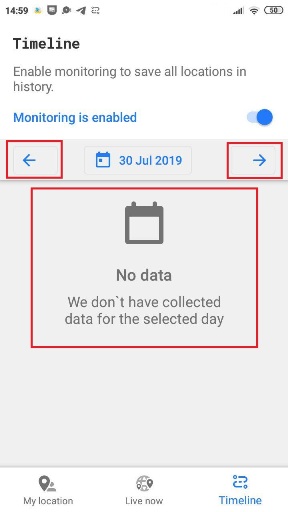 14:59
50
Timeline
Enable monitoring to save all locations in
history.
Monitoring is enabled
30 Jul 2019
No data
We don`t have collected
data for the selected day
My location
Live now
Timeline